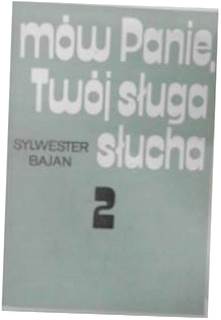 mów Panie,
Twój sługa
słucha
SYLWESTER
BAJAN
2